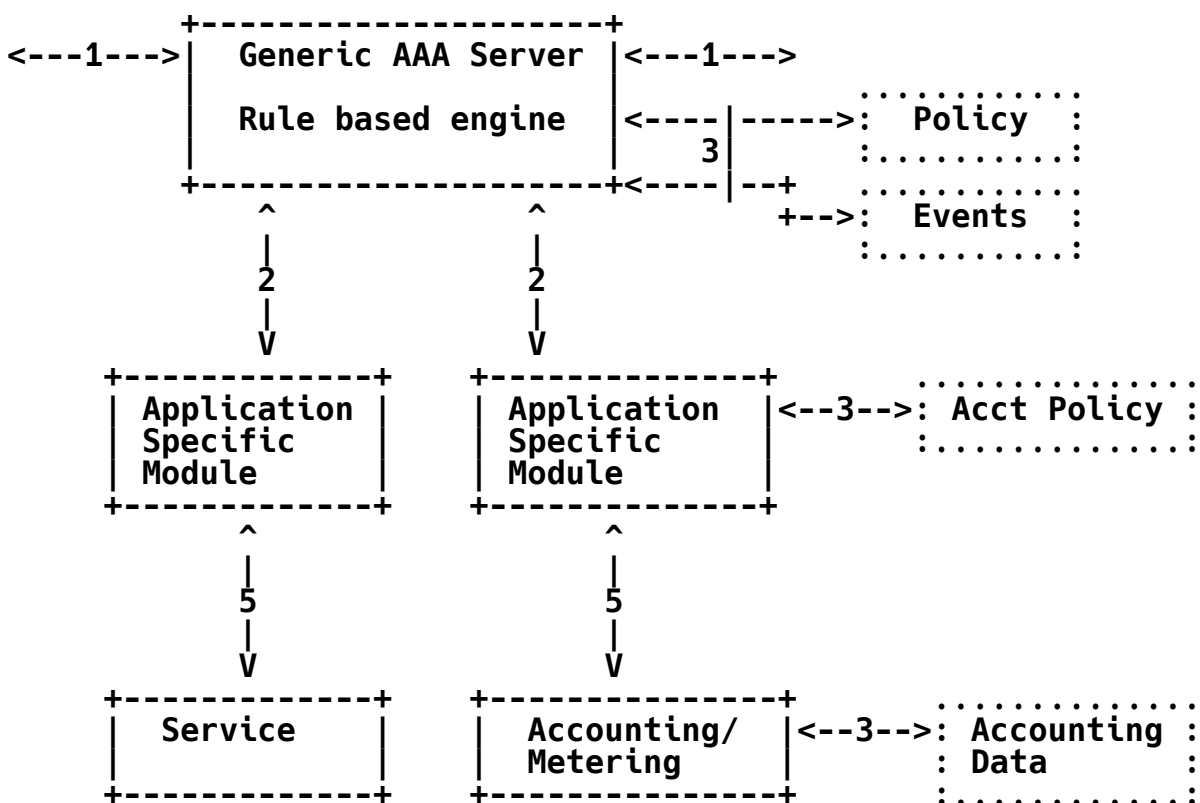 +---------------------+
<---1--->|  Generic AAA Server |<---1--->
|                     |            ............
|  Rule based engine  |<----|----->:  Policy  :
|                     |    3|      :..........:
+---------------------+<----|--+   ............
^              ^            +-->:  Events  :
|              |                :..........:
2              2
|              |
V              V
+--------------+    +---------------+       ...............
| Application  |    | Application   |<--3-->: Acct Policy :
| Specific     |    | Specific      |       :.............:
| Module       |    | Module        |
+--------------+    +---------------+
^                   ^
|                   |
5                   5
|                   |
V                   V
+--------------+    +----------------+       ..............
|  Service     |    |  Accounting/   |<--3-->: Accounting :
|              |    |  Metering      |       : Data       :
+--------------+    +----------------+       :............: